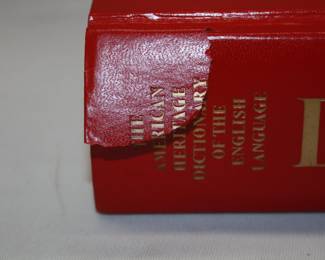 THE
AMERICAN
HERITAGE
DICTIONARY
OF THE
ENGLISH
LANGUAGE